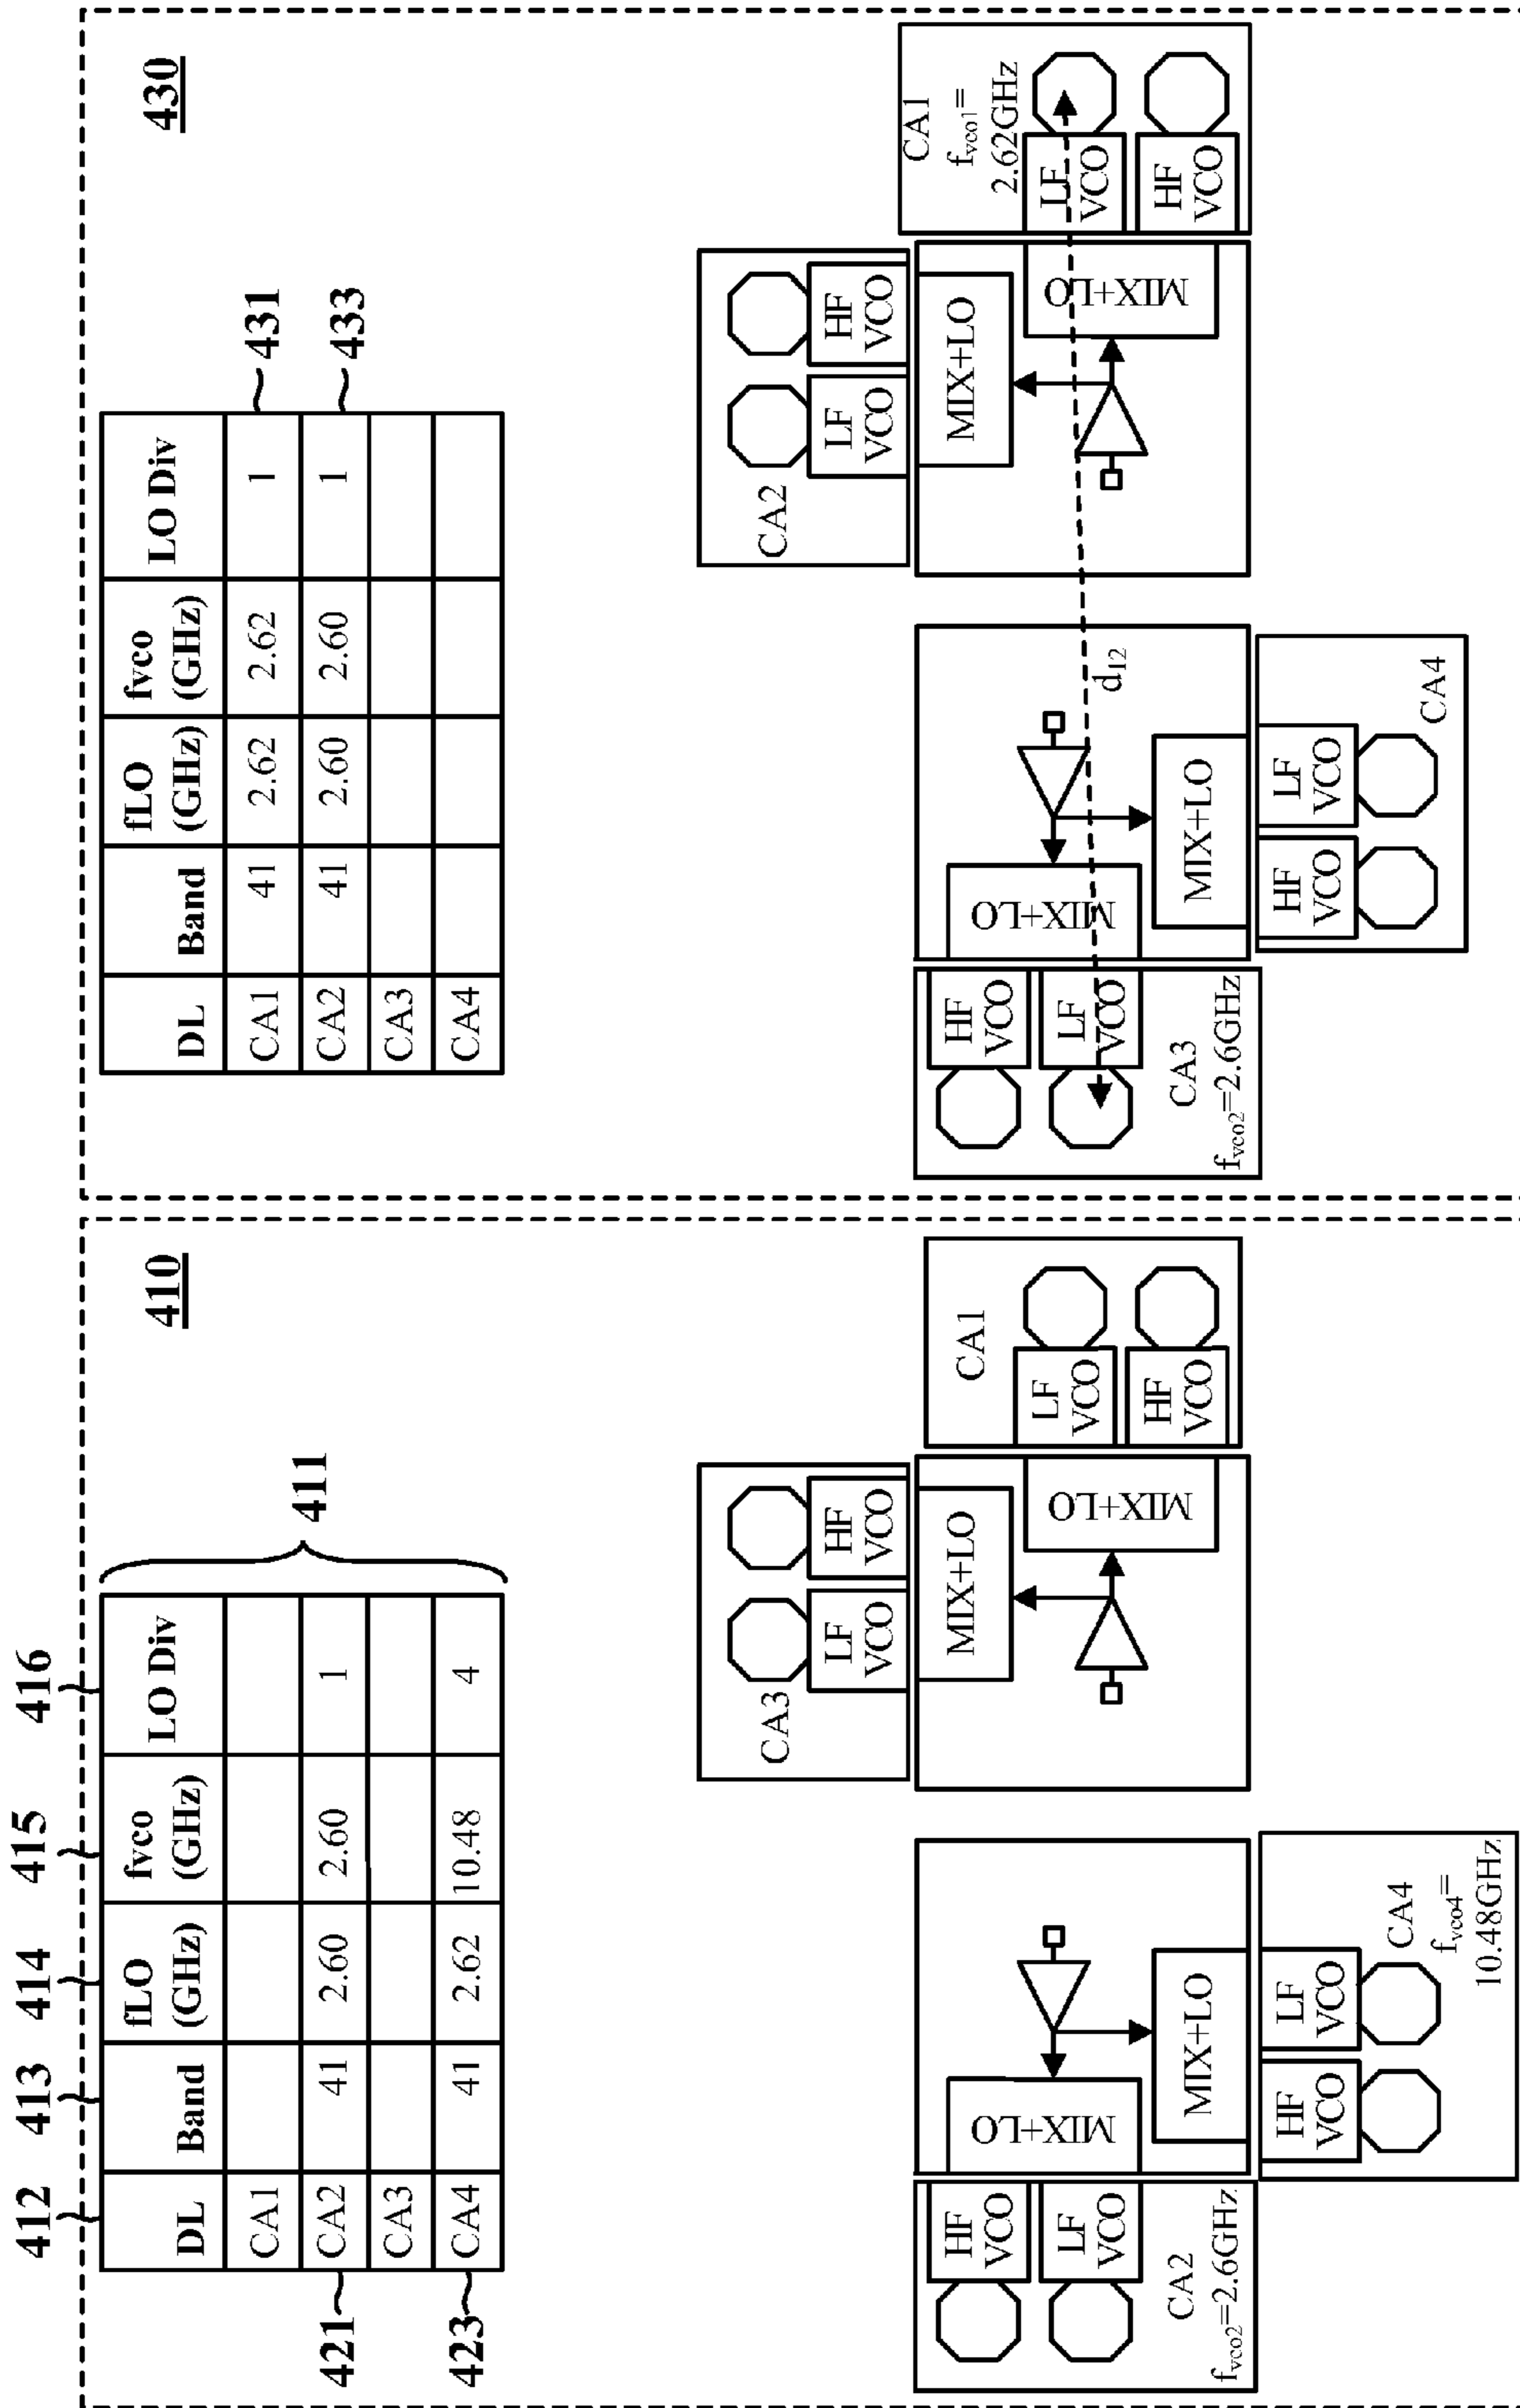 410
412 413 414 415 416
DL Band fLO (GHz) fvco (GHz) LO Div
CA1
CA2 41 2.60 2.60 1
CA3
CA4 41 2.62 10.48 4
411
421
423
HF VCO
LF VCO
CA2
fvco2=2.6GHz
MIX+LO
MIX+LO
HF VCO
LF VCO
CA4
fvco4=
10.48GHz
CA3
LF VCO
HF VCO
MIX+LO
MIX+LO
CA1
LF VCO
HF VCO
430
DL Band fLO (GHz) fvco (GHz) LO Div
CA1 41 2.62 2.62 1
CA2 41 2.60 2.60 1
CA3
CA4
431
433
HF VCO
LF VCO
CA3
fvco2=2.6GHz
MIX+LO
MIX+LO
d12
HF VCO
LF VCO
CA4
CA2
LF VCO
HF VCO
MIX+LO
MIX+LO
CA1
fvco1=
2.62GHz
LF VCO
HF VCO